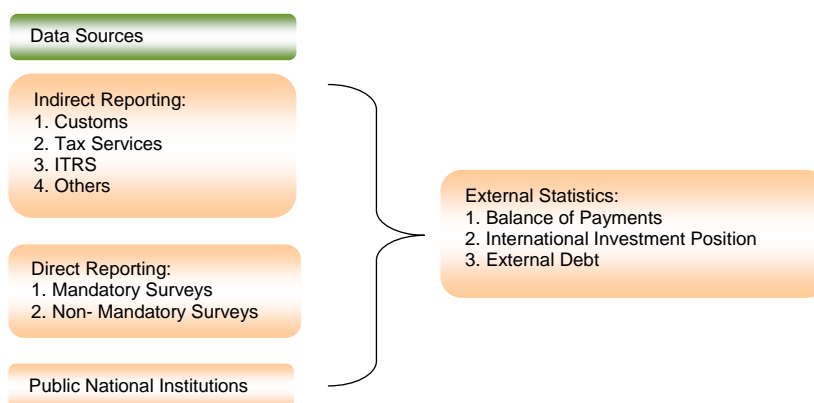 Data Sources
Indirect Reporting:
1. Customs
2. Tax Services
3. ITRS
4. Others
Direct Reporting:
1. Mandatory Surveys
2. Non- Mandatory Surveys
Public National Institutions
External Statistics:
1. Balance of Payments
2. International Investment Position
3. External Debt